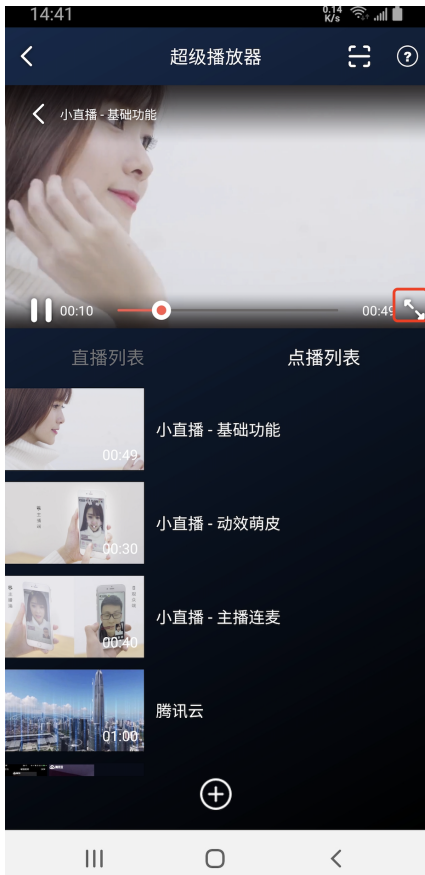 14:41
0.14
K/s
超级播放器
?
小直播 - 基础功能
00:10
00:49
直播列表
点播列表
00:49
小直播 - 基础功能
00:30
小直播 - 动效萌皮
00:40
小直播 - 主播连麦
01:00
腾讯云